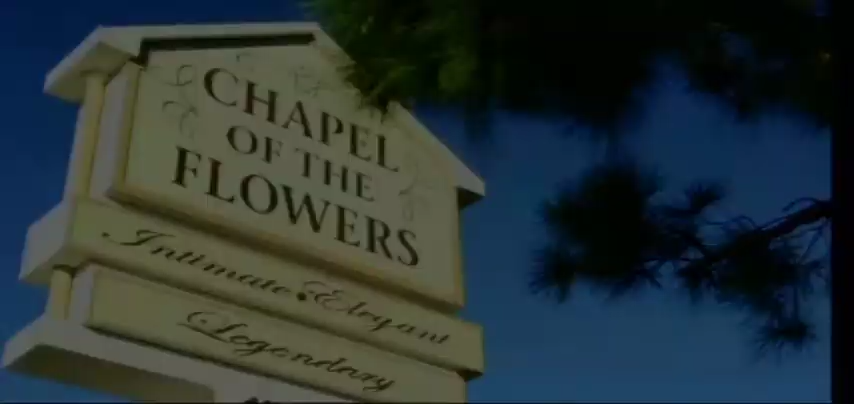 CHAPEL
OF THE
FLOWERS
Intimate • Elegant
Legendary